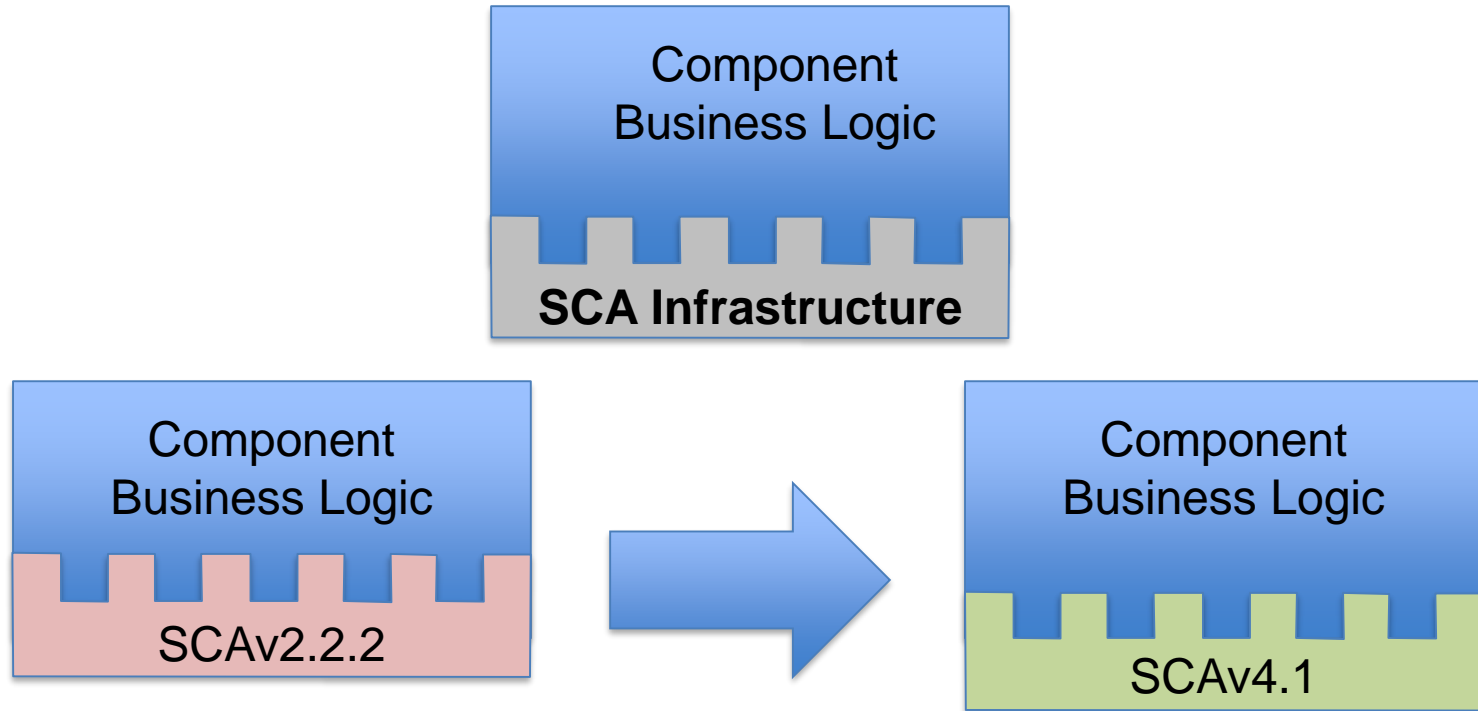 Component
Business Logic
SCA Infrastructure
Component
Business Logic
SCAv2.2.2
Component
Business Logic
SCAv4.1